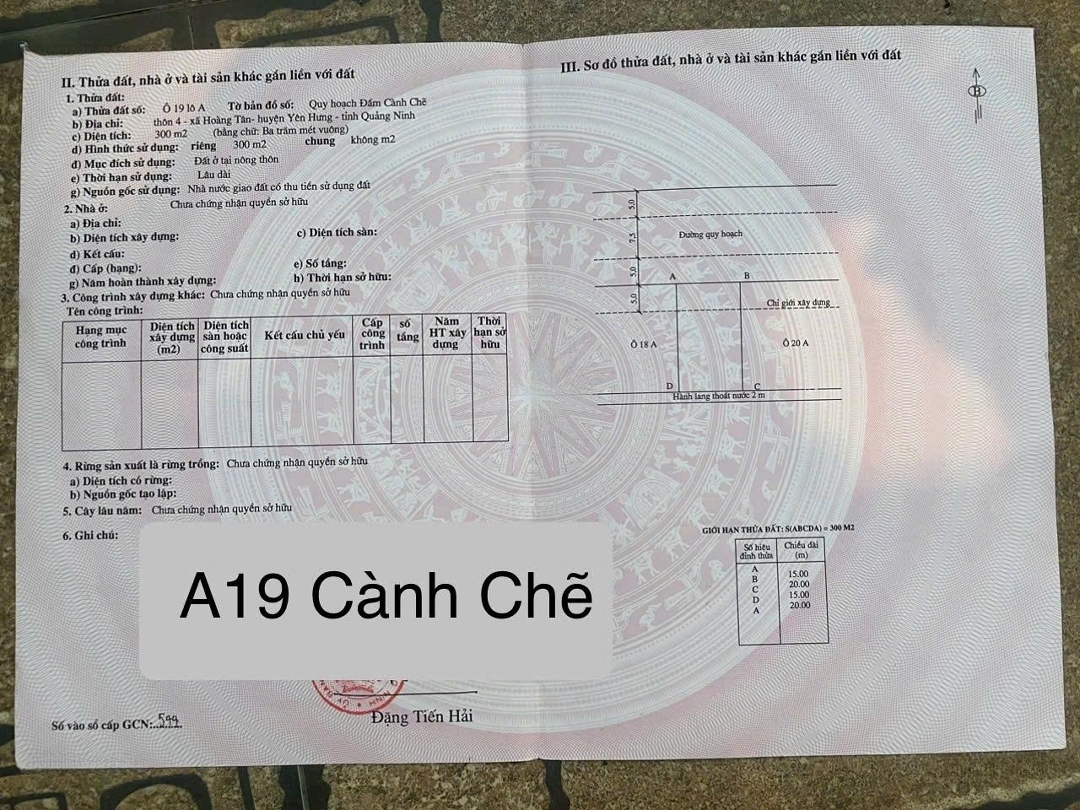 II. Thửa đất, nhà ở và tài sản khác gắn liền với đất
1. Thửa đất:
a) Thửa đất số: Ô 19 lô A Tờ bản đồ số: Quy hoạch Đầm Cành Chẽ
b) Địa chỉ: thôn 4 - xã Hoàng Tân- huyện Yên Hưng - tỉnh Quảng Ninh
c) Diện tích: 300 m2 (bằng chữ: Ba trăm mét vuông)
d) Hình thức sử dụng: riêng 300 m2 chung không m2
đ) Mục đích sử dụng: Đất ở tại nông thôn
e) Thời hạn sử dụng: Lâu dài
g) Nguồn gốc sử dụng: Nhà nước giao đất có thu tiền sử dụng đất
2. Nhà ở: Chưa chứng nhận quyền sở hữu
a) Địa chỉ:
b) Diện tích xây dựng: c) Diện tích sàn:
d) Kết cấu:
đ) Cấp (hạng): e) Số tầng:
g) Năm hoàn thành xây dựng: h) Thời hạn sở hữu:
3. Công trình xây dựng khác: Chưa chứng nhận quyền sở hữu
Tên công trình:
Hạng mục công trình Diện tích xây dựng (m2) Diện tích sàn hoặc công suất Kết cấu chủ yếu Cấp công trình số tầng Năm HT xây dựng Thời hạn sở hữu
4. Rừng sản xuất là rừng trồng: Chưa chứng nhận quyền sở hữu
a) Diện tích có rừng:
b) Nguồn gốc tạo lập:
5. Cây lâu năm: Chưa chứng nhận quyền sở hữu
6. Ghi chú:
A19 Cành Chẽ
Đặng Tiến Hải
Số vào sổ cấp GCN:..599.
III. Sơ đồ thửa đất, nhà ở và tài sản khác gắn liền với đất
B
5,0
7,5
Đường quy hoạch
5,0
A B
5,0
Chỉ giới xây dựng
Ô 18 A Ô 20 A
D C
Hành lang thoát nước 2 m
GIỚI HẠN THỬA ĐẤT: S(ABCDA) = 300 M2
Số hiệu đỉnh thửa Chiều dài (m)
A
15.00
B
20.00
C
15.00
D
20.00
A